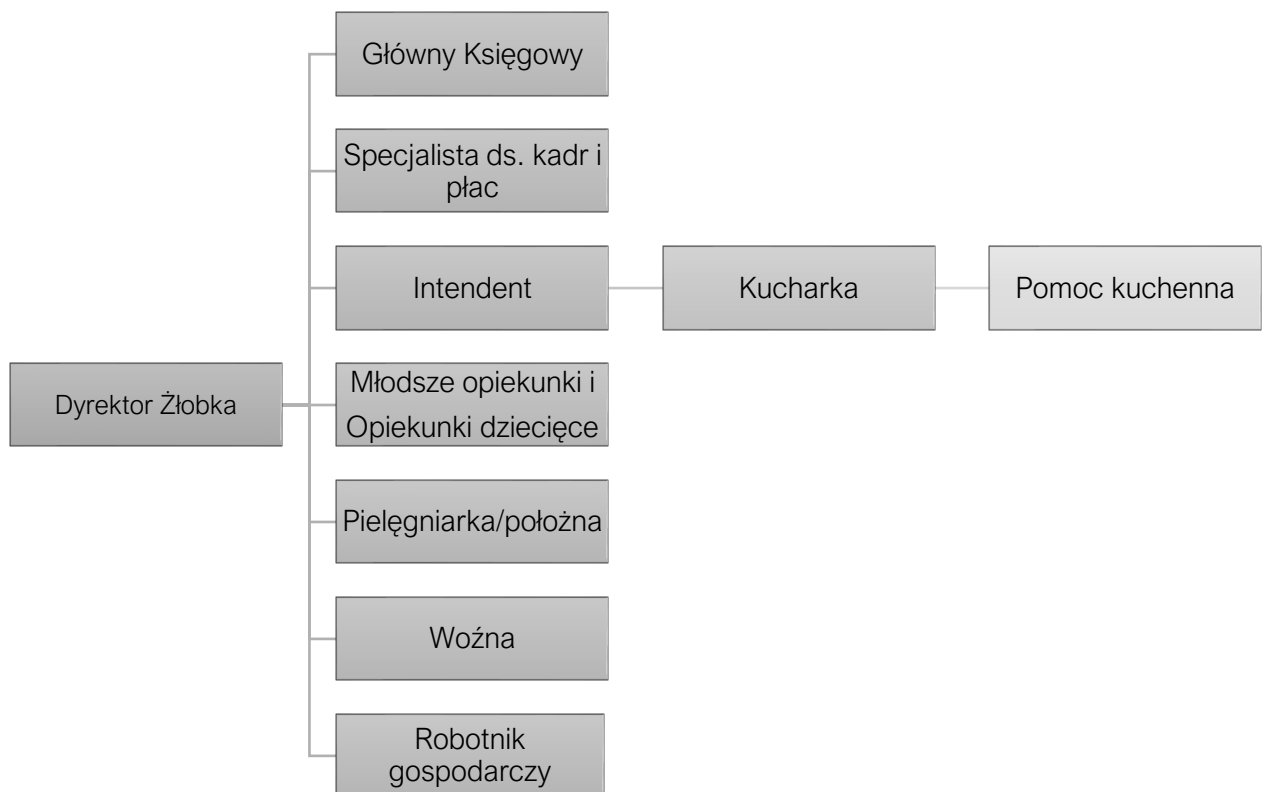 Główny Księgowy
Specjalista ds. kadr i
płac
Intendent
Kucharka
Pomoc kuchenna
Dyrektor Żłobka
Młodsze opiekunki i
Opiekunki dziecięce
Pielęgniarka/położna
Woźna
Robotnik
gospodarczy